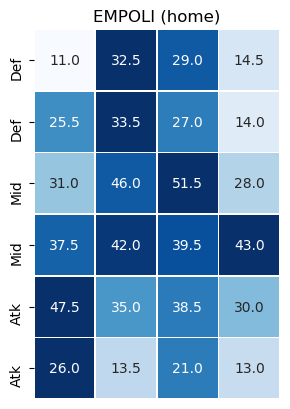 EMPOLI (home)
Def 11.0 32.5 29.0 14.5
Def 25.5 33.5 27.0 14.0
Mid 31.0 46.0 51.5 28.0
Mid 37.5 42.0 39.5 43.0
Atk 47.5 35.0 38.5 30.0
Atk 26.0 13.5 21.0 13.0